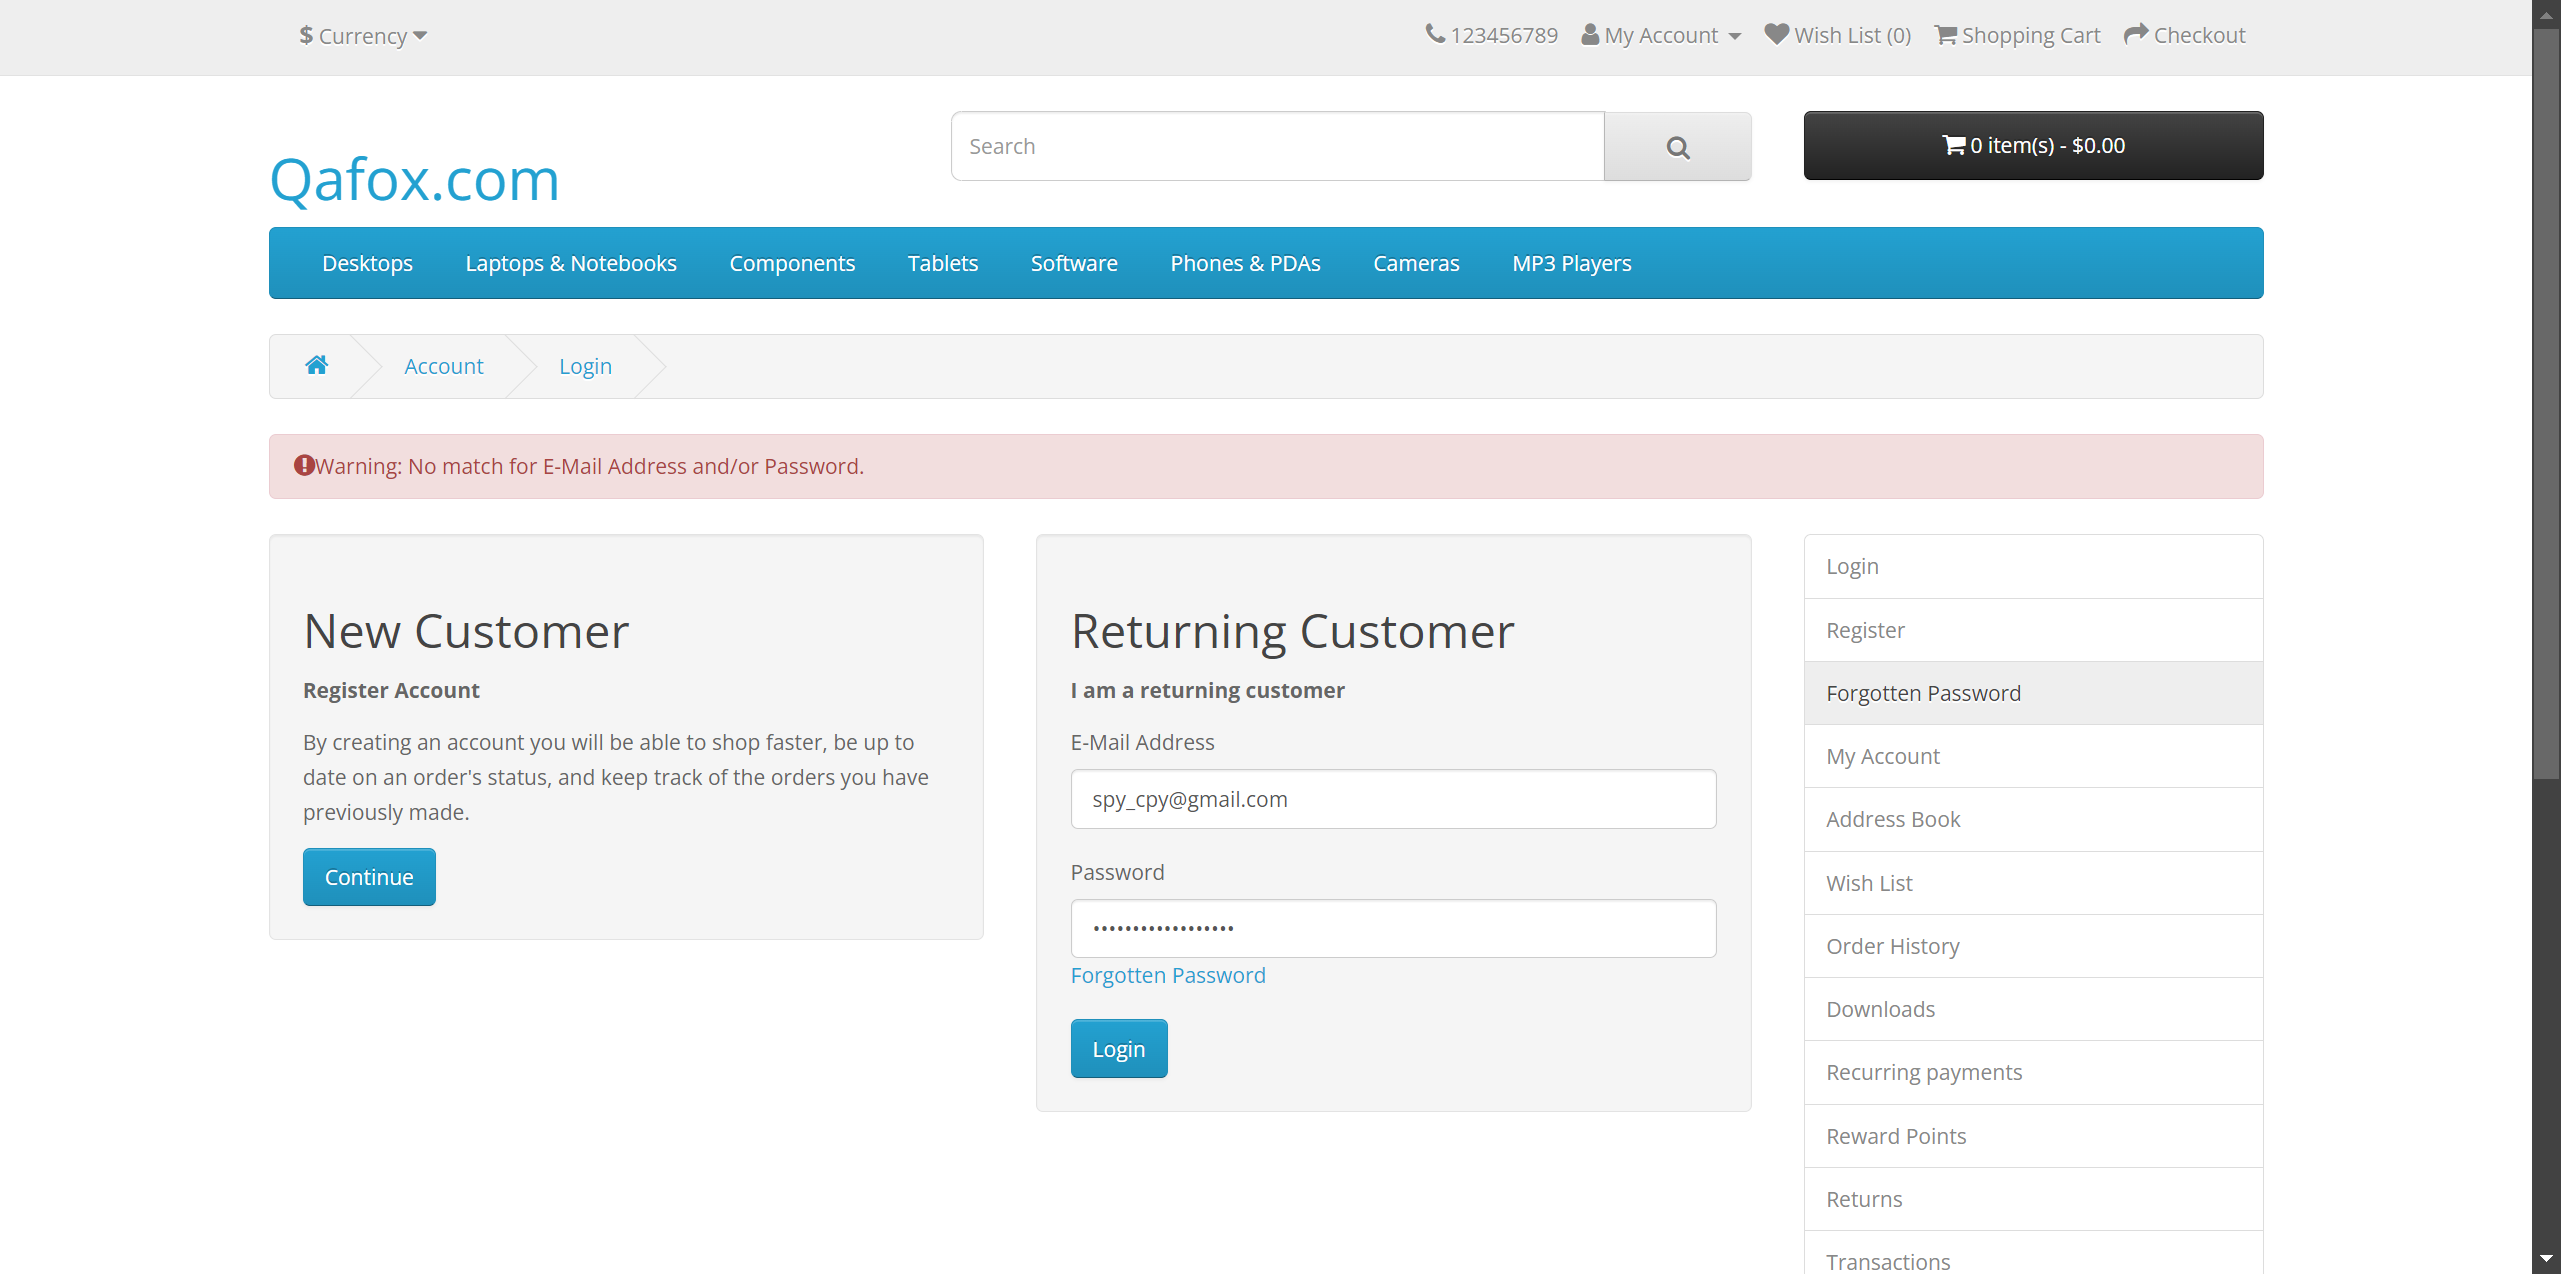 $ Currency
123456789 My Account Wish List (0) Shopping Cart Checkout
Qafox.com
Search
0 item(s) - $0.00
Desktops Laptops & Notebooks Components Tablets Software Phones & PDAs Cameras MP3 Players
Account Login
Warning: No match for E-Mail Address and/or Password.
New Customer
Register Account
By creating an account you will be able to shop faster, be up to
date on an order's status, and keep track of the orders you have
previously made.
Continue
Returning Customer
I am a returning customer
E-Mail Address
spy_cpy@gmail.com
Password
••••••••••••••••••
Forgotten Password
Login
Login
Register
Forgotten Password
My Account
Address Book
Wish List
Order History
Downloads
Recurring payments
Reward Points
Returns
Transactions